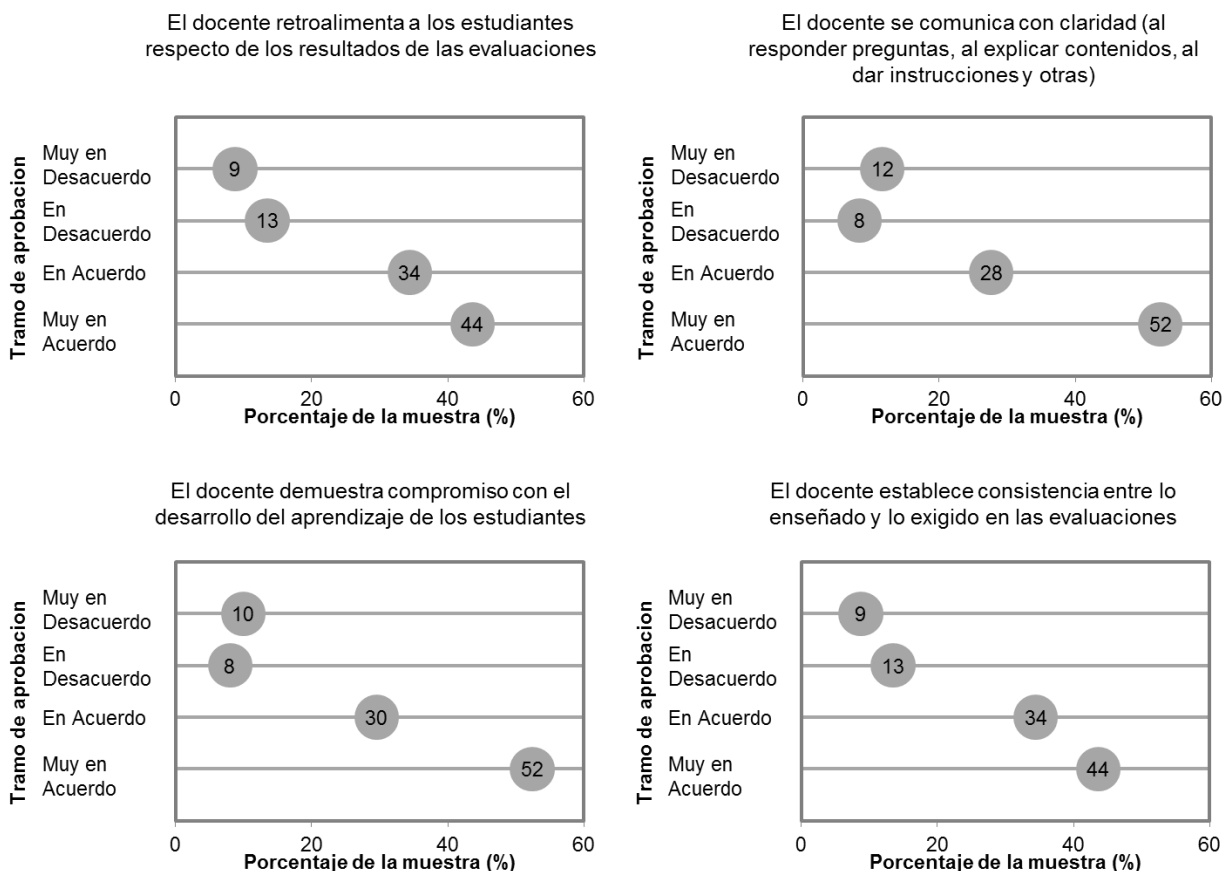 El docente retroalimenta a los estudiantes
respecto de los resultados de las evaluaciones
Tramo de aprobacion
Muy en
Desacuerdo
9
En
Desacuerdo
13
En Acuerdo
34
Muy en
Acuerdo
44
0 20 40 60
Porcentaje de la muestra (%)
El docente se comunica con claridad (al
responder preguntas, al explicar contenidos, al
dar instrucciones y otras)
Tramo de aprobacion
Muy en
Desacuerdo
12
En
Desacuerdo
8
En Acuerdo
28
Muy en
Acuerdo
52
0 20 40 60
Porcentaje de la muestra (%)
El docente demuestra compromiso con el
desarrollo del aprendizaje de los estudiantes
Tramo de aprobacion
Muy en
Desacuerdo
10
En
Desacuerdo
8
En Acuerdo
30
Muy en
Acuerdo
52
0 20 40 60
Porcentaje de la muestra (%)
El docente establece consistencia entre lo
enseñado y lo exigido en las evaluaciones
Tramo de aprobacion
Muy en
Desacuerdo
9
En
Desacuerdo
13
En Acuerdo
34
Muy en
Acuerdo
44
0 20 40 60
Porcentaje de la muestra (%)